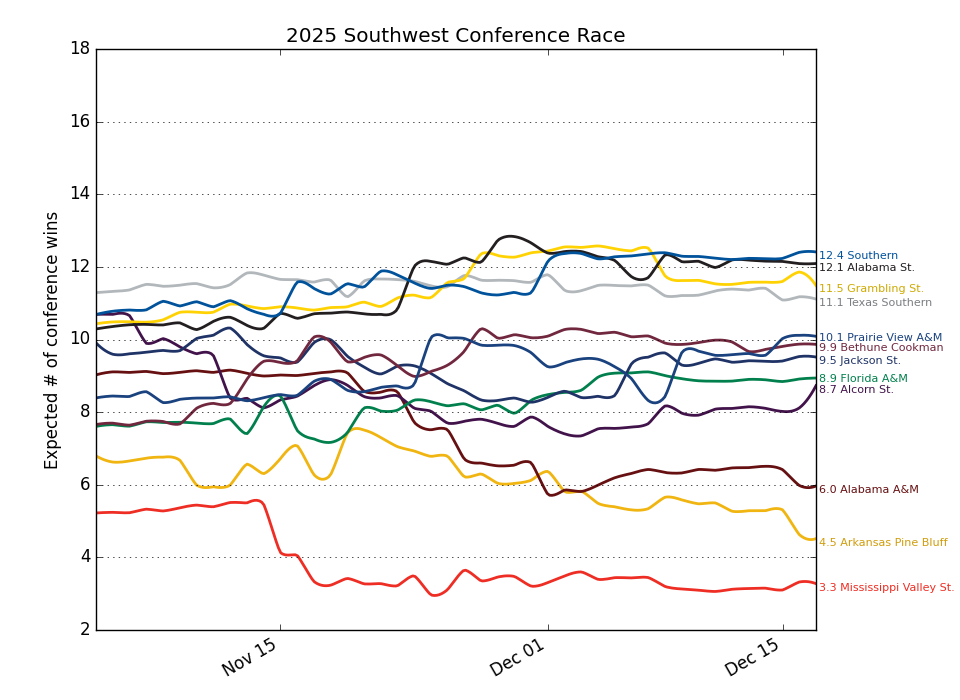 2025 Southwest Conference Race
Expected # of conference wins
18
16
14
12
10
8
6
4
2
12.4 Southern
12.1 Alabama St.
11.5 Grambling St.
11.1 Texas Southern
10.1 Prairie View A&M
9.9 Bethune Cookman
9.5 Jackson St.
8.9 Florida A&M
8.7 Alcorn St.
6.0 Alabama A&M
4.5 Arkansas Pine Bluff
3.3 Mississippi Valley St.
Nov 15
Dec 01
Dec 15